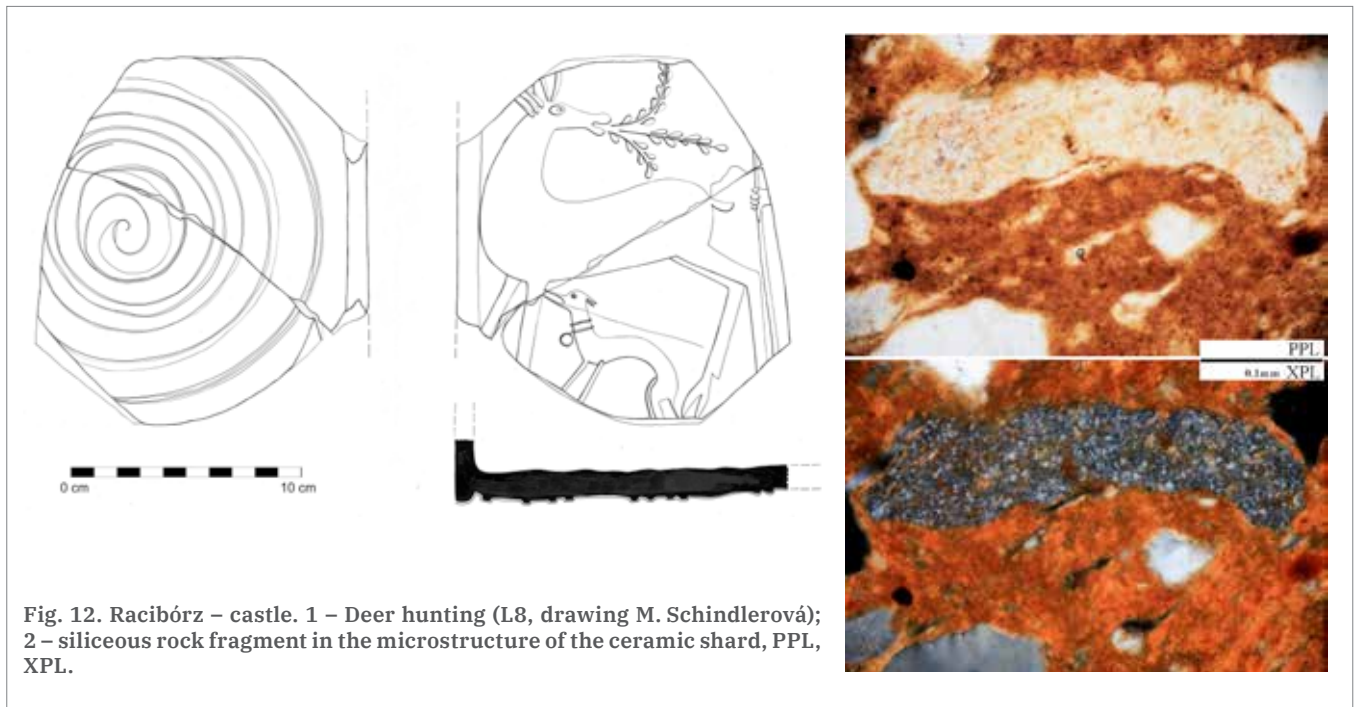 PPL
0.1mm XPL
0 cm 10 cm
Fig. 12. Racibórz – castle. 1 – Deer hunting (L8, drawing M. Schindlerová);
2 – siliceous rock fragment in the microstructure of the ceramic shard, PPL,
XPL.